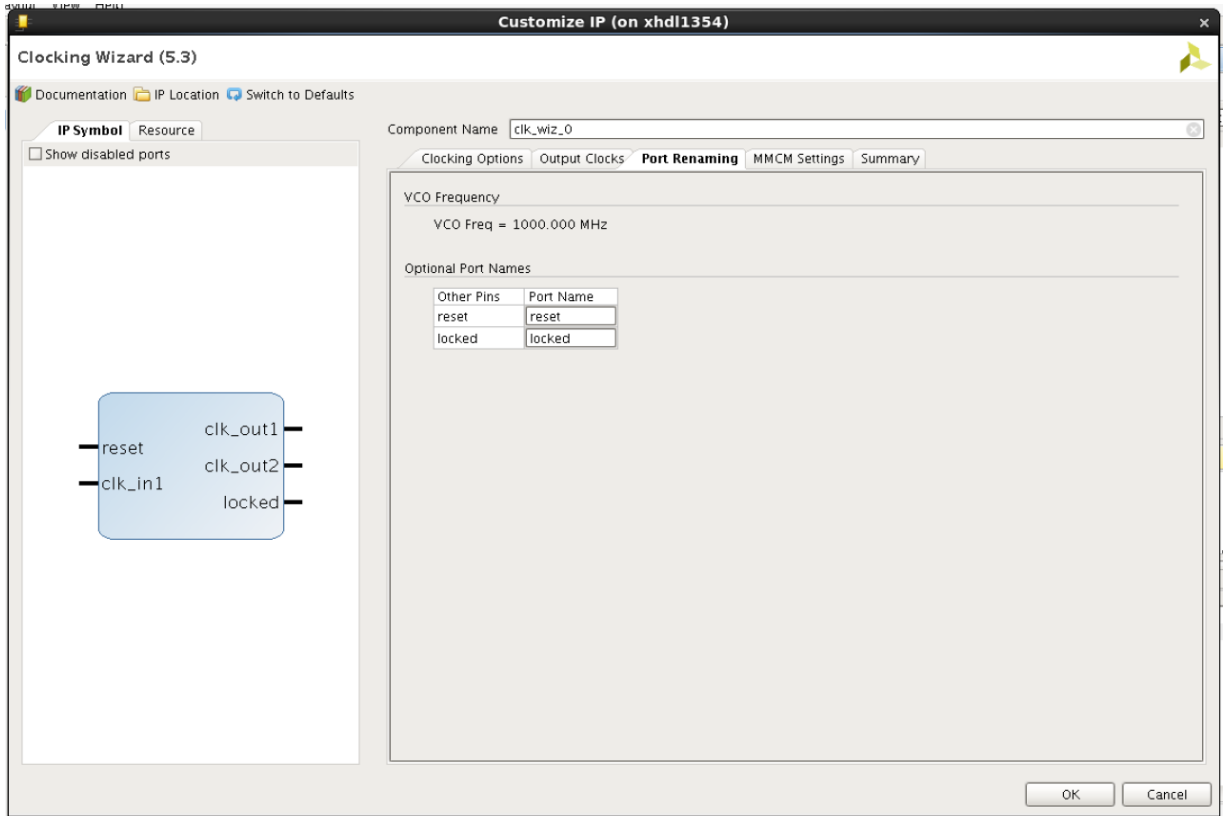 View Help
Customize IP (on xhdl1354)
Clocking Wizard (5.3)
Documentation IP Location Switch to Defaults
IP Symbol Resource
Show disabled ports
reset
clk_in1
clk_out1
clk_out2
locked
Component Name clk_wiz_0
Clocking Options Output Clocks Port Renaming MMCM Settings Summary
VCO Frequency
VCO Freq = 1000.000 MHz
Optional Port Names
Other Pins Port Name
reset reset
locked locked
OK Cancel